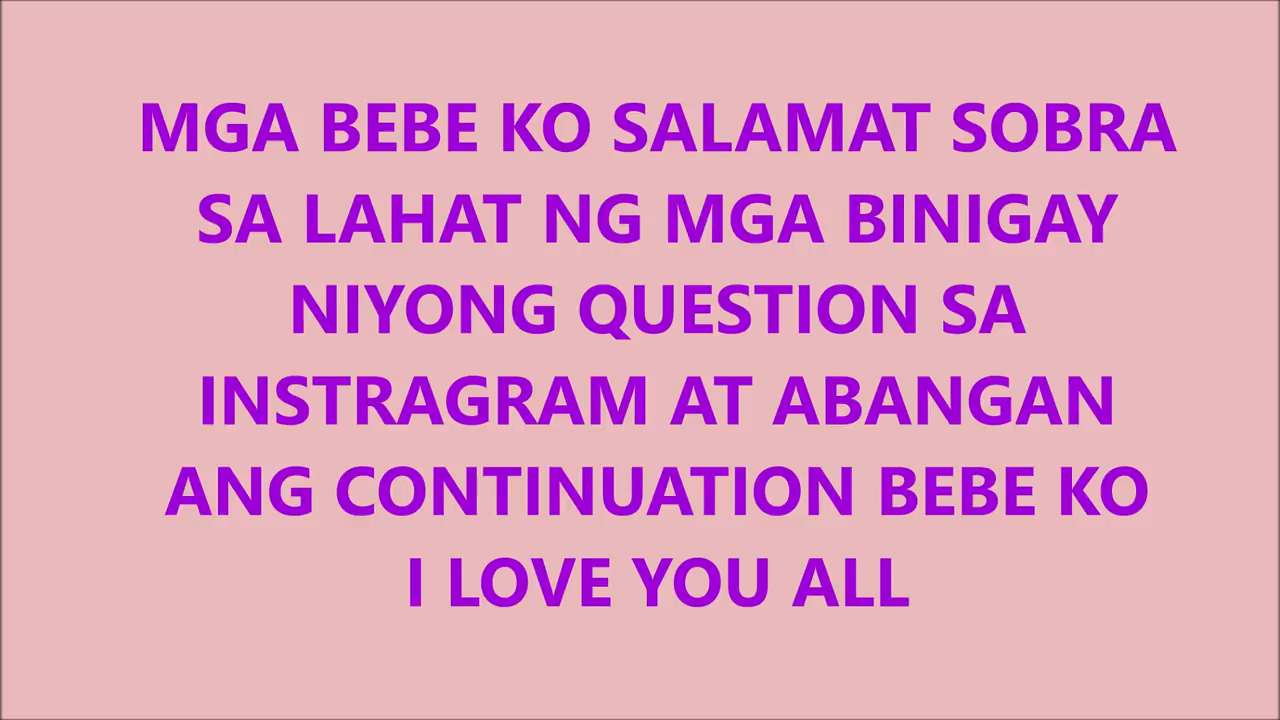 MGA BEBE KO SALAMAT SOBRA
SA LAHAT NG MGA BINIGAY
NIYONG QUESTION SA
INSTRAGRAM AT ABANGAN
ANG CONTINUATION BEBE KO
I LOVE YOU ALL